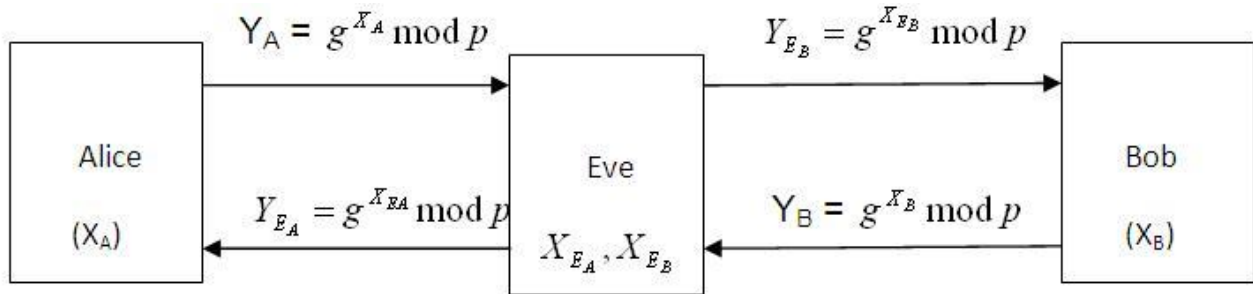 Y_A = g^{X_A} mod p
Y_{E_B} = g^{X_{E_B}} mod p
Alice
(X_A)
Eve
X_{E_A}, X_{E_B}
Bob
(X_B)
Y_{E_A} = g^{X_{EA}} mod p
Y_B = g^{X_B} mod p